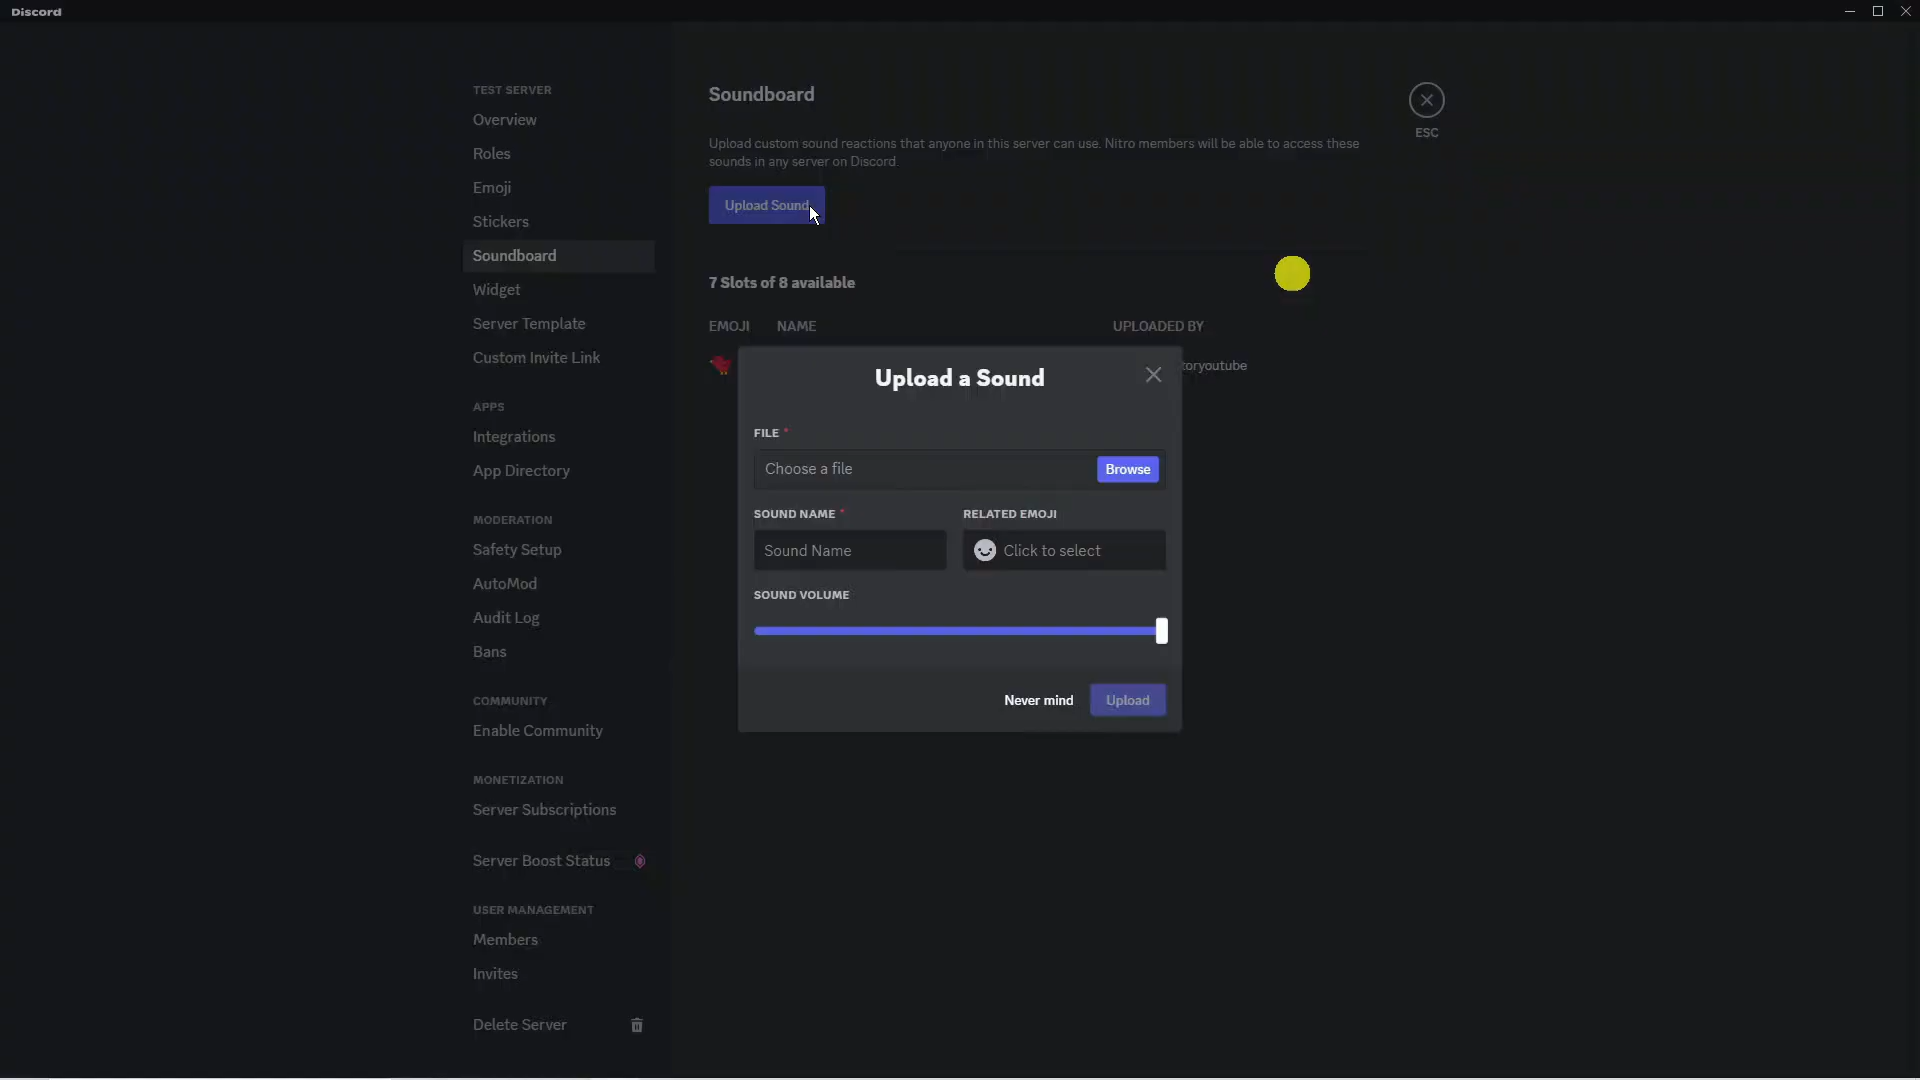 Discord
TEST SERVER
Overview
Roles
Emoji
Stickers
Soundboard
Widget
Server Template
Custom Invite Link
APPS
Integrations
App Directory
MODERATION
Safety Setup
AutoMod
Audit Log
Bans
COMMUNITY
Enable Community
MONETIZATION
Server Subscriptions
Server Boost Status
USER MANAGEMENT
Members
Invites
Delete Server
Soundboard
ESC
Upload custom sound reactions that anyone in this server can use. Nitro members will be able to access these
sounds in any server on Discord.
Upload Sound
7 Slots of 8 available
EMOJI NAME UPLOADED BY
toryoutube
Upload a Sound
FILE *
Choose a file
Browse
SOUND NAME * RELATED EMOJI
Sound Name Click to select
SOUND VOLUME
Never mind Upload